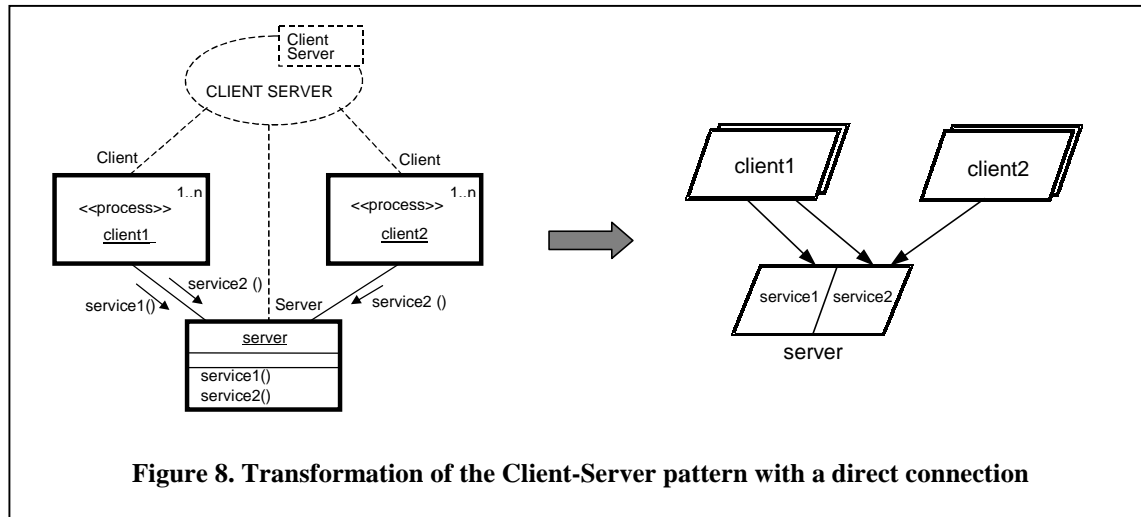 Client
Server
CLIENT SERVER
Client
Client
1..n
<<process>>
client1
1..n
<<process>>
client2
service2 ()
service1()
Server
service2 ()
server
service1()
service2()
client1
client2
service1
service2
server
Figure 8. Transformation of the Client-Server pattern with a direct connection